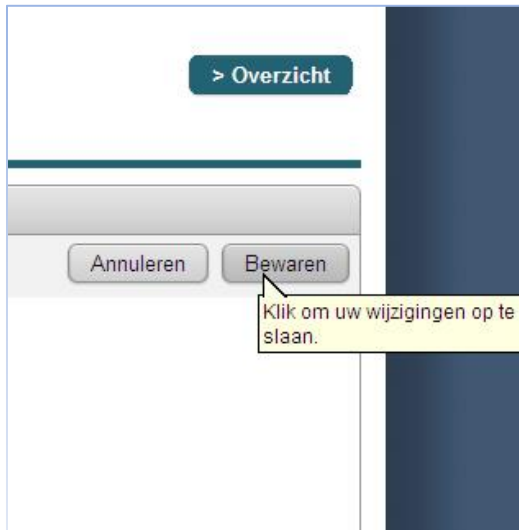 > Overzicht
Annuleren Bewaren
Klik om uw wijzigingen op te
slaan.